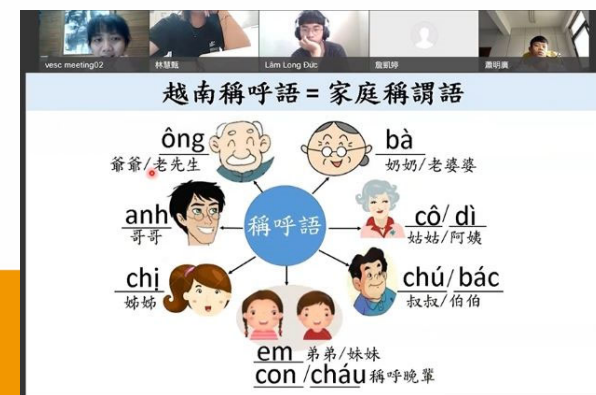 vesc meeting02
林慧甄
Lâm Long Đức
詹凱婷
蕭明廣
越南稱呼語 = 家庭稱謂語
ông
爺爺/老先生
bà
奶奶/老婆婆
anh
哥哥
稱呼語
cô/ dì
姑姑/阿姨
chị
姊姊
chú/ bác
叔叔/伯伯
em 弟弟/妹妹
con /cháu 稱呼晚輩